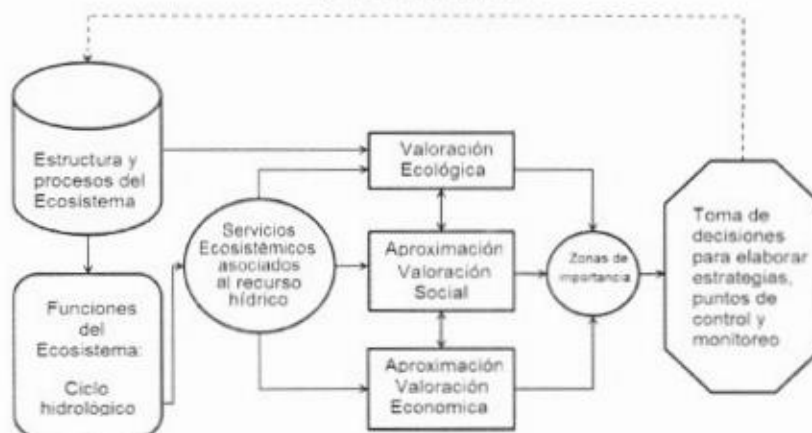 Estructura y
procesos del
Ecosistema
Funciones
del
Ecosistema:
Ciclo
hidrológico
Servicios
Ecosistémicos
asociados
al recurso
hídrico
Valoración
Ecológica
Aproximación
Valoración
Social
Aproximación
Valoración
Economica
Zonas de
importancia
Toma de
decisiones
para elaborar
estrategias,
puntos de
control y
monitoreo